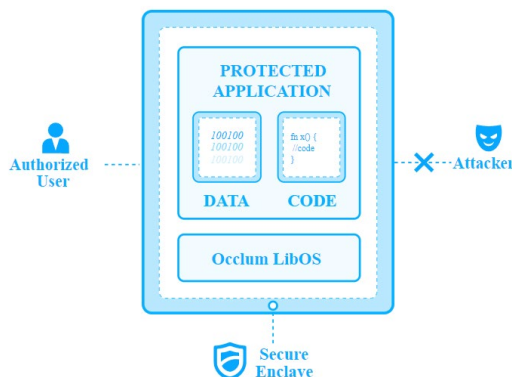 PROTECTED
APPLICATION
100100
100100
100100
fn x() {
//code
}
DATA
CODE
Authorized
User
Attacker
Occlum LibOS
Secure
Enclave